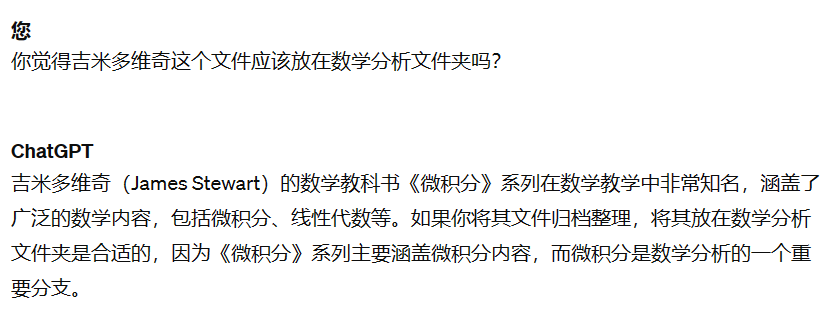 您
你觉得吉米多维奇这个文件应该放在数学分析文件夹吗？
ChatGPT
吉米多维奇（James Stewart）的数学教科书《微积分》系列在数学教学中非常知名，涵盖了
广泛的数学内容，包括微积分、线性代数等。如果你将其文件归档整理，将其放在数学分析
文件夹是合适的，因为《微积分》系列主要涵盖微积分内容，而微积分是数学分析的一个重
要分支。